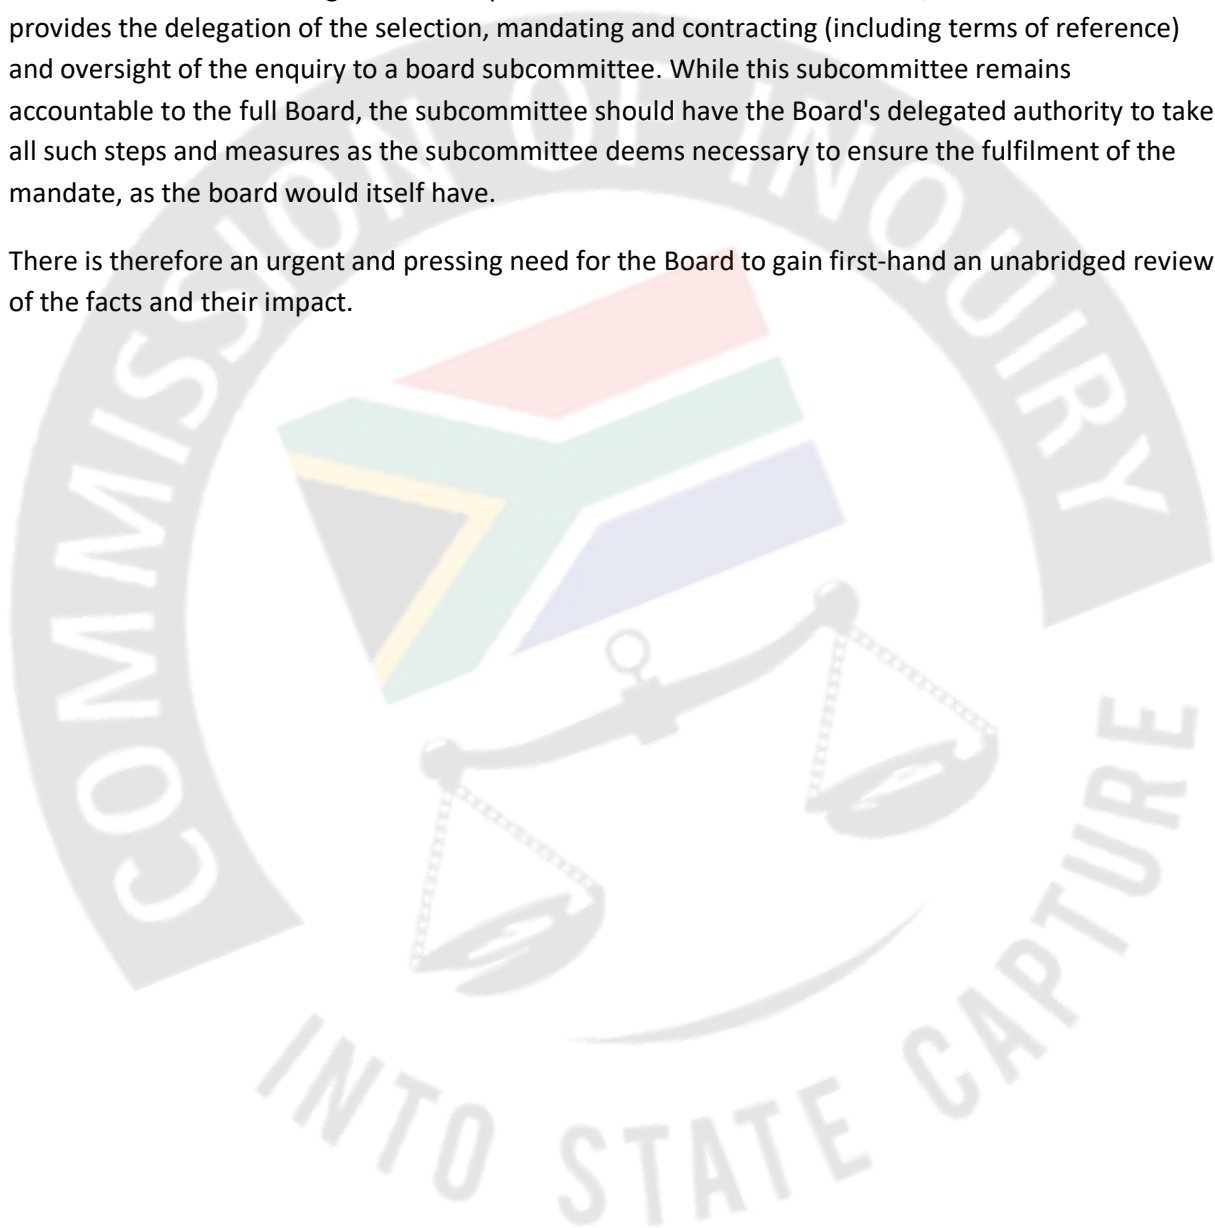 provides the delegation of the selection, mandating and contracting (including terms of reference)
and oversight of the enquiry to a board subcommittee. While this subcommittee remains
accountable to the full Board, the subcommittee should have the Board's delegated authority to take
all such steps and measures as the subcommittee deems necessary to ensure the fulfilment of the
mandate, as the board would itself have.
There is therefore an urgent and pressing need for the Board to gain first-hand an unabridged review
of the facts and their impact.
COMMISSION OF INQUIRY
INTO STATE CAPTURE